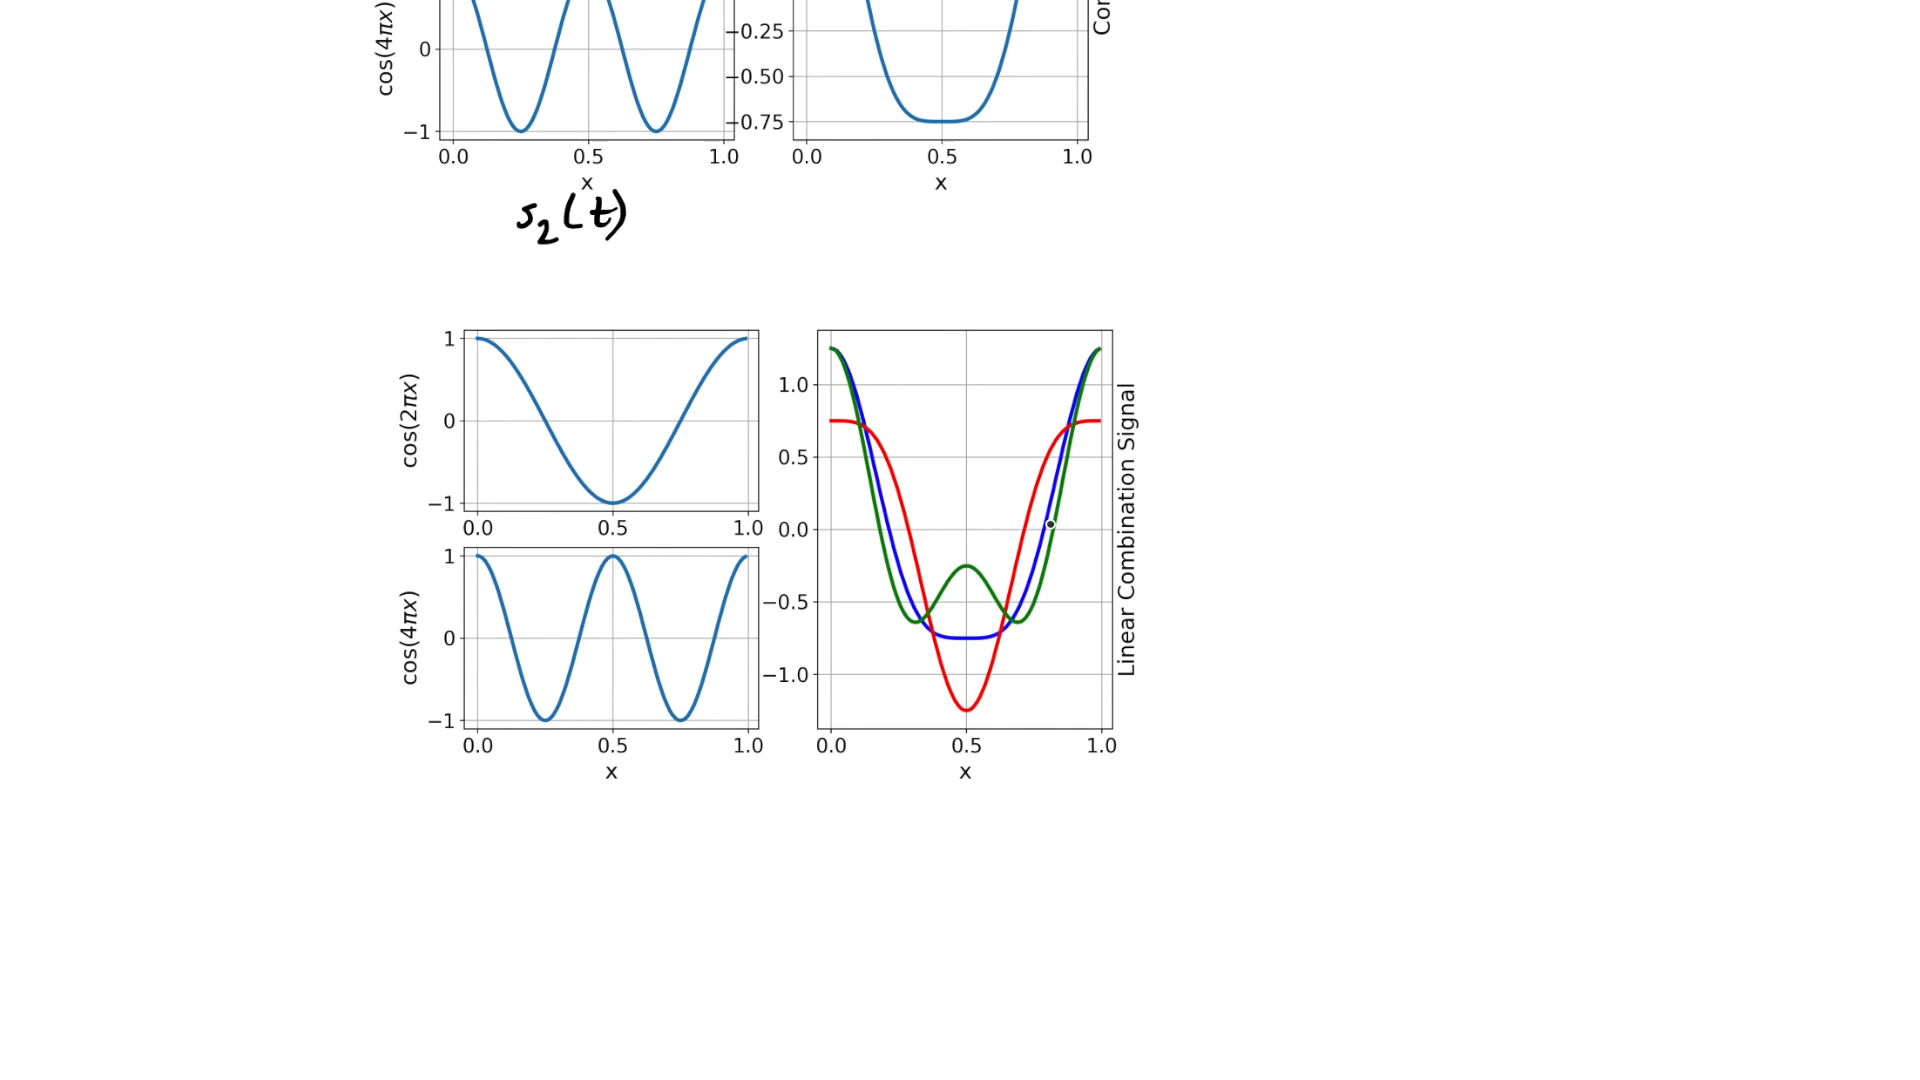 cos(4πx)
0
−1
0.0 0.5 1.0
x
−0.25
−0.50
−0.75
0.0 0.5 1.0
x
s₂(t)
cos(2πx)
1
0
−1
0.0 0.5 1.0
cos(4πx)
1
0
−1
0.0 0.5 1.0
x
1.0
0.5
0.0
−0.5
−1.0
0.0 0.5 1.0
x
Linear Combination Signal